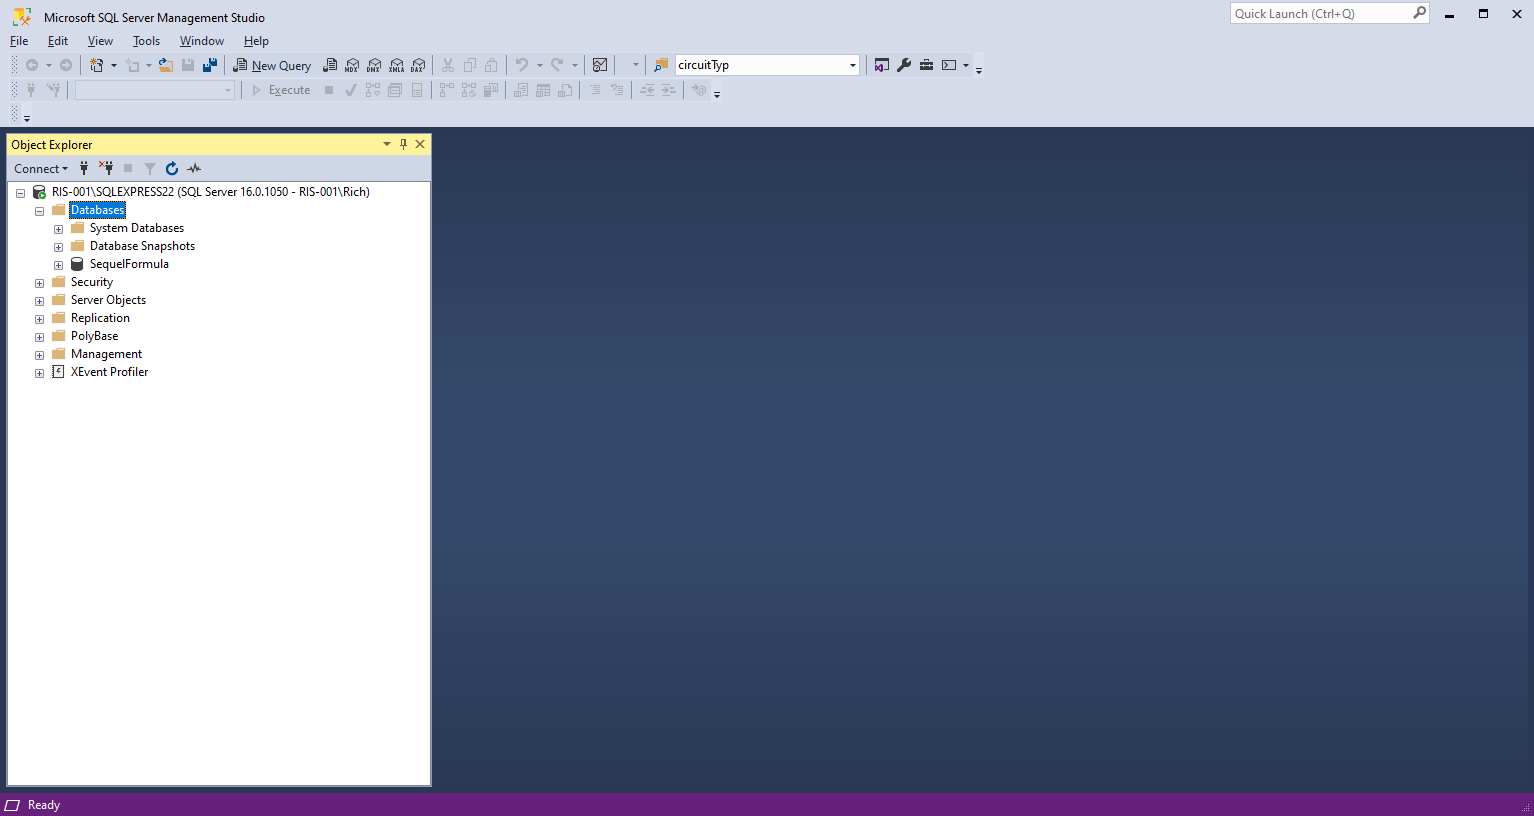 Microsoft SQL Server Management Studio
Quick Launch (Ctrl+Q)
File Edit View Tools Window Help
New Query MDX DMX XMLA DAX circuitTyp
Execute
Object Explorer
Connect
RIS-001\SQLEXPRESS22 (SQL Server 16.0.1050 - RIS-001\Rich)
Databases
System Databases
Database Snapshots
SequelFormula
Security
Server Objects
Replication
PolyBase
Management
XEvent Profiler
Ready